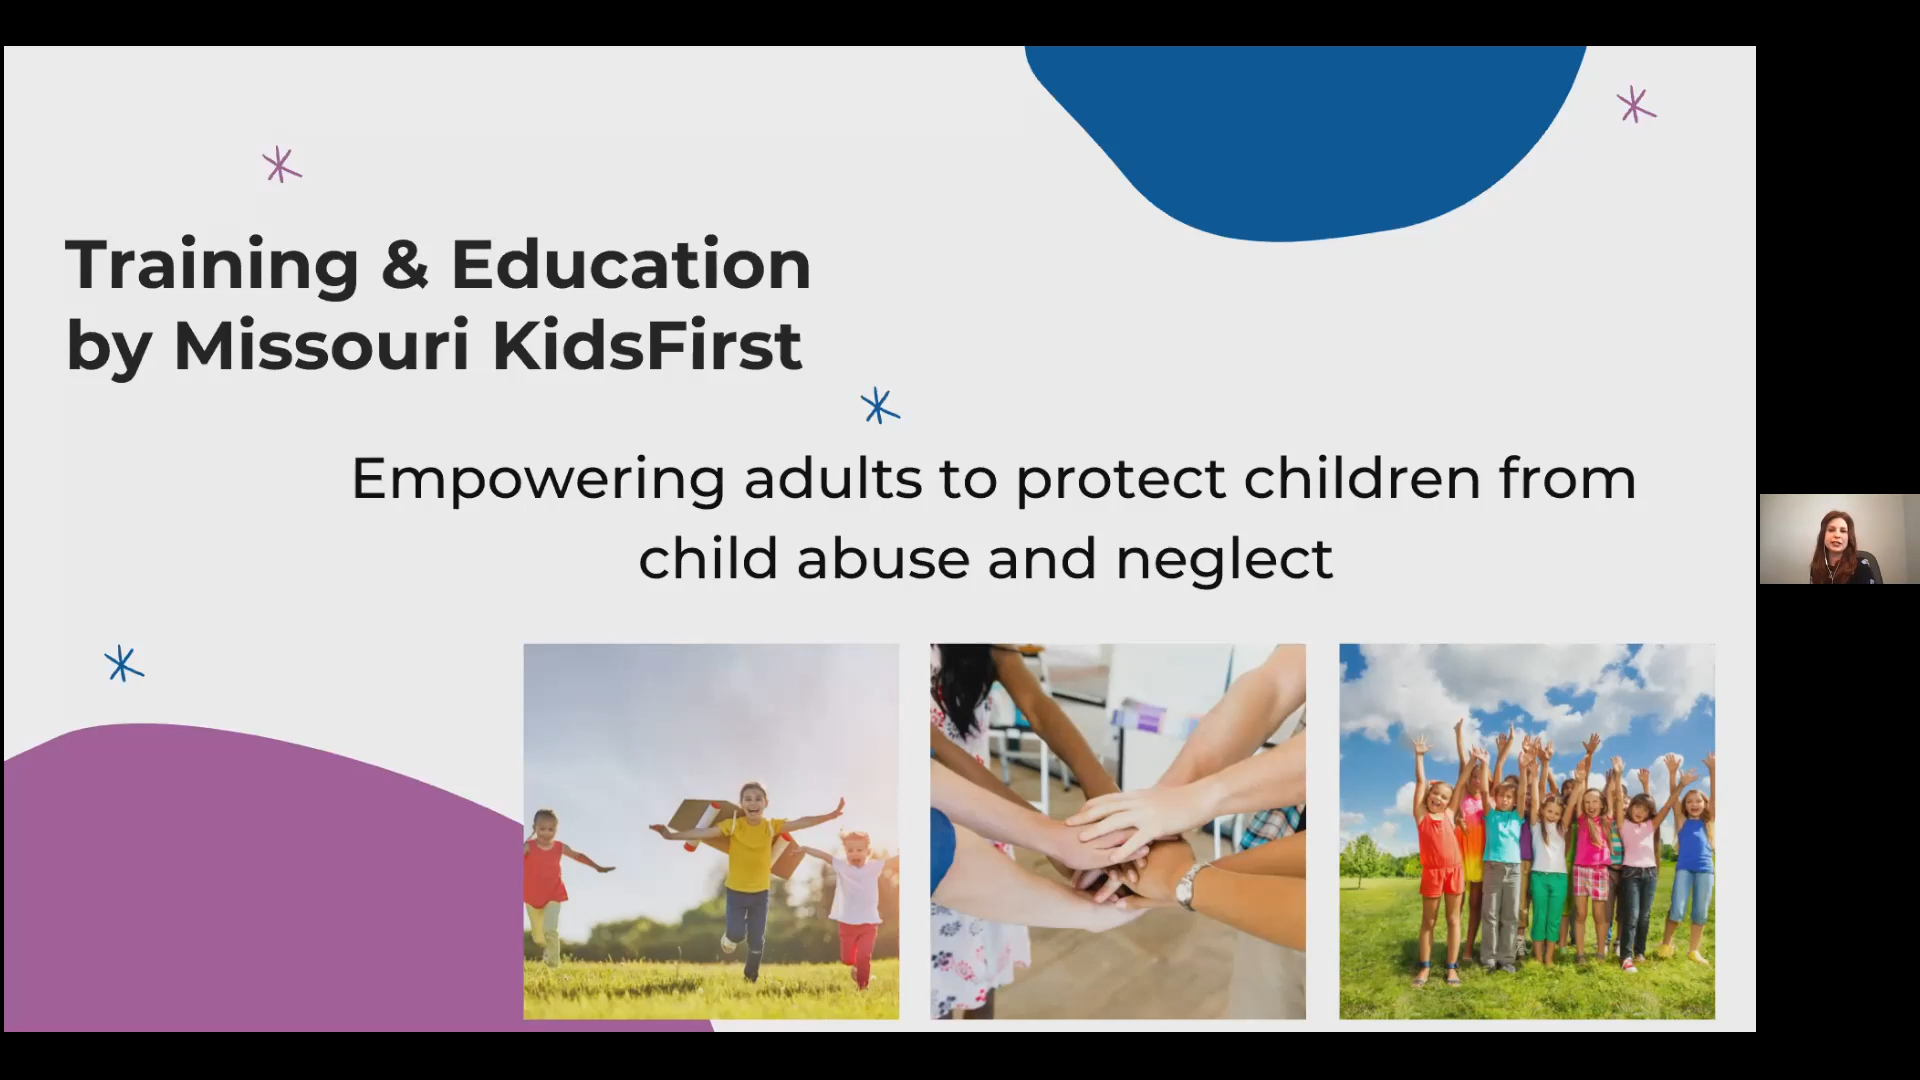 Training & Education
by Missouri KidsFirst
Empowering adults to protect children from
child abuse and neglect